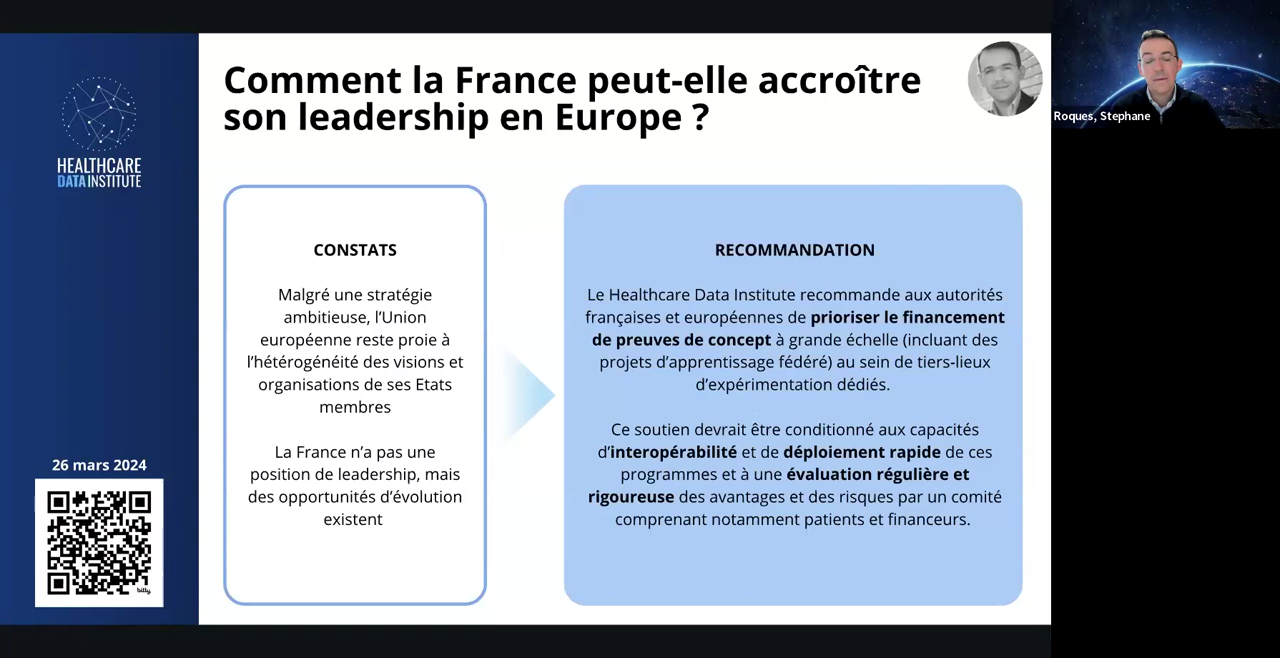 HEALTHCARE
DATA INSTITUTE
26 mars 2024
bitly
Comment la France peut-elle accroître
son leadership en Europe ?
CONSTATS
Malgré une stratégie
ambitieuse, l’Union
européenne reste proie à
l’hétérogénéité des visions et
organisations de ses Etats
membres
La France n’a pas une
position de leadership, mais
des opportunités d’évolution
existent
RECOMMANDATION
Le Healthcare Data Institute recommande aux autorités
françaises et européennes de prioriser le financement
de preuves de concept à grande échelle (incluant des
projets d’apprentissage fédéré) au sein de tiers-lieux
d’expérimentation dédiés.
Ce soutien devrait être conditionné aux capacités
d’interopérabilité et de déploiement rapide de ces
programmes et à une évaluation régulière et
rigoureuse des avantages et des risques par un comité
comprenant notamment patients et financeurs.
Roques, Stephane